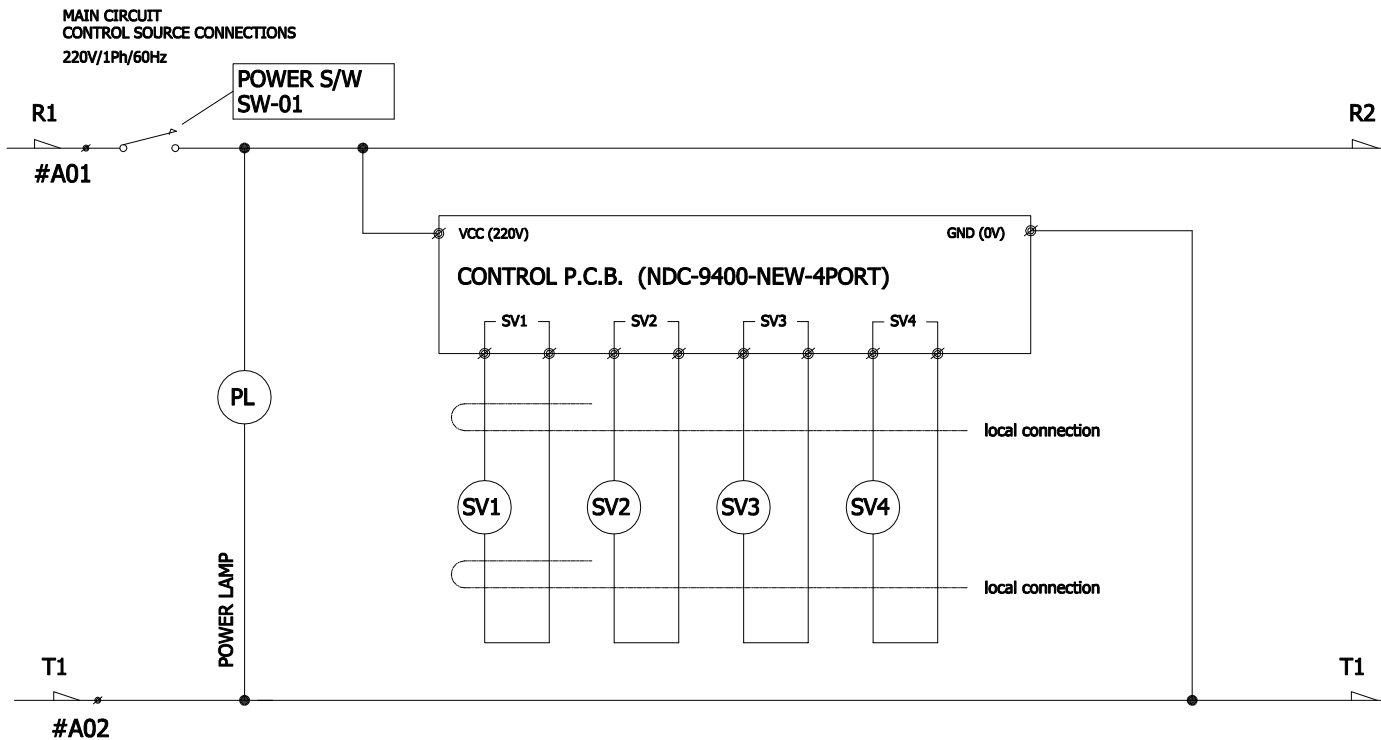 MAIN CIRCUIT
CONTROL SOURCE CONNECTIONS
220V/1Ph/60Hz
POWER S/W
SW-01
R1
R2
#A01
VCC (220V)
GND (0V)
CONTROL P.C.B. (NDC-9400-NEW-4PORT)
SV1
SV2
SV3
SV4
PL
local connection
SV1
SV2
SV3
SV4
local connection
POWER LAMP
T1
T1
#A02